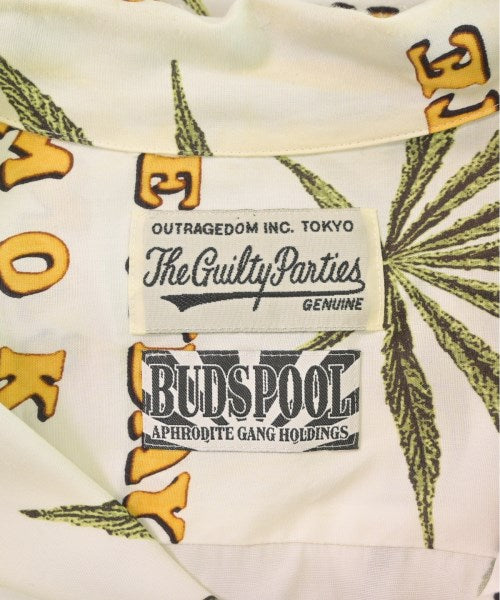 OUTRAGEDOM INC. TOKYO
The Guilty Parties
GENUINE
BUDSPOOL
APHRODITE GANG HOLDINGS